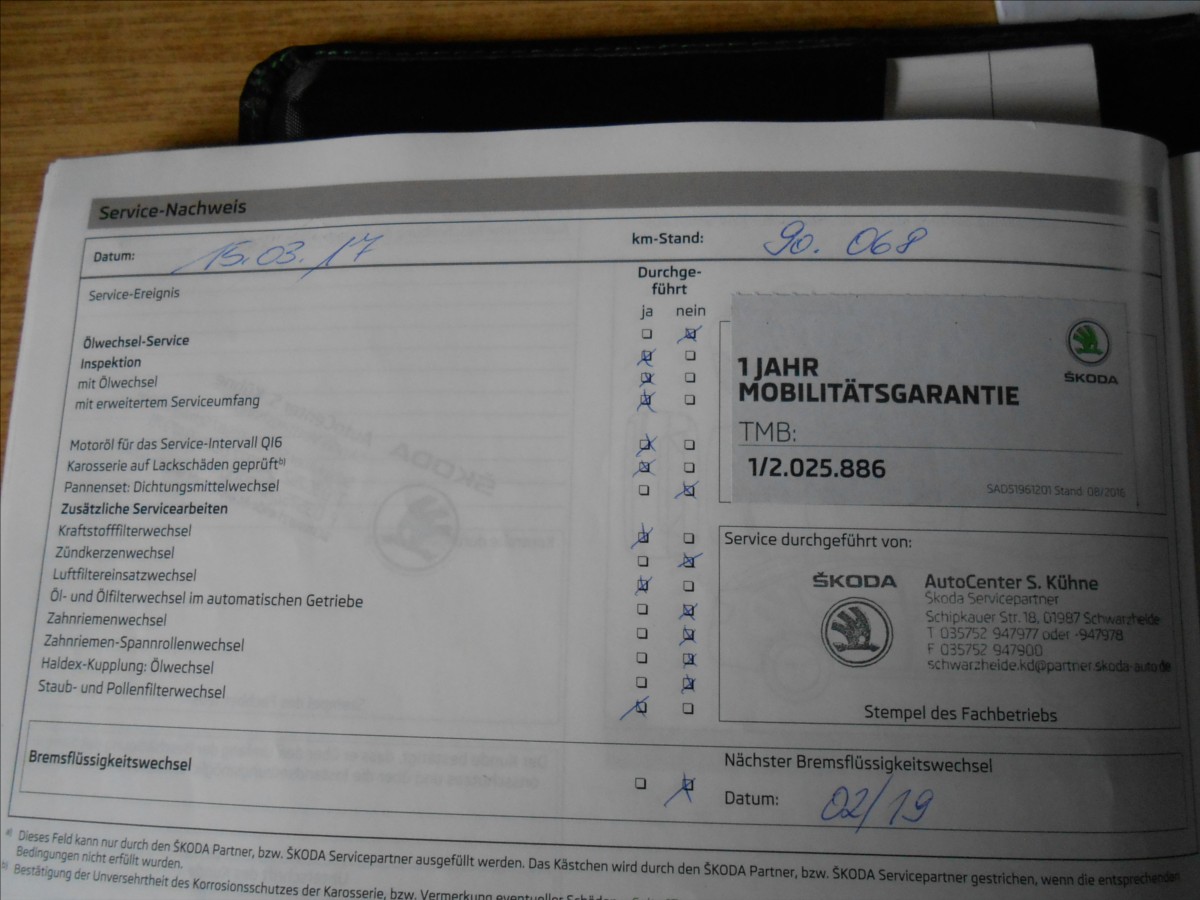 Service-Nachweis
Datum: 15.03./17 km-Stand: 90. 068
Service-Ereignis
Durchge-
führt
ja nein
Ölwechsel-Service
Inspektion
mit Ölwechsel
mit erweitertem Serviceumfang
Motoröl für das Service-Intervall QI6
Karosserie auf Lackschäden geprüft b)
Pannenset: Dichtungsmittelwechsel
Zusätzliche Servicearbeiten
Kraftstofffilterwechsel
Zündkerzenwechsel
Luftfiltereinsatzwechsel
Öl- und Ölfilterwechsel im automatischen Getriebe
Zahnriemenwechsel
Zahnriemen-Spannrollenwechsel
Haldex-Kupplung: Ölwechsel
Staub- und Pollenfilterwechsel
ŠKODA
1 JAHR
MOBILITÄTSGARANTIE
TMB:
1/2.025.886
SAD51961201 Stand: 08/2016
Service durchgeführt von:
ŠKODA
AutoCenter S. Kühne
Škoda Servicepartner
Schipkauer Str. 18, 01987 Schwarzheide
T 035752 947977 oder -947978
F 035752 947900
schwarzheide.kd@partner.skoda-auto.de
Stempel des Fachbetriebs
Bremsflüssigkeitswechsel
Nächster Bremsflüssigkeitswechsel
Datum: 02/19
a) Dieses Feld kann nur durch den ŠKODA Partner, bzw. ŠKODA Servicepartner ausgefüllt werden. Das Kästchen wird durch den ŠKODA Partner, bzw. ŠKODA Servicepartner gestrichen, wenn die entsprechenden
Bedingungen nicht erfüllt wurden.
b) Bestätigung der Unversehrtheit des Korrosionsschutzes der Karosserie, bzw. Vermerkung eventueller